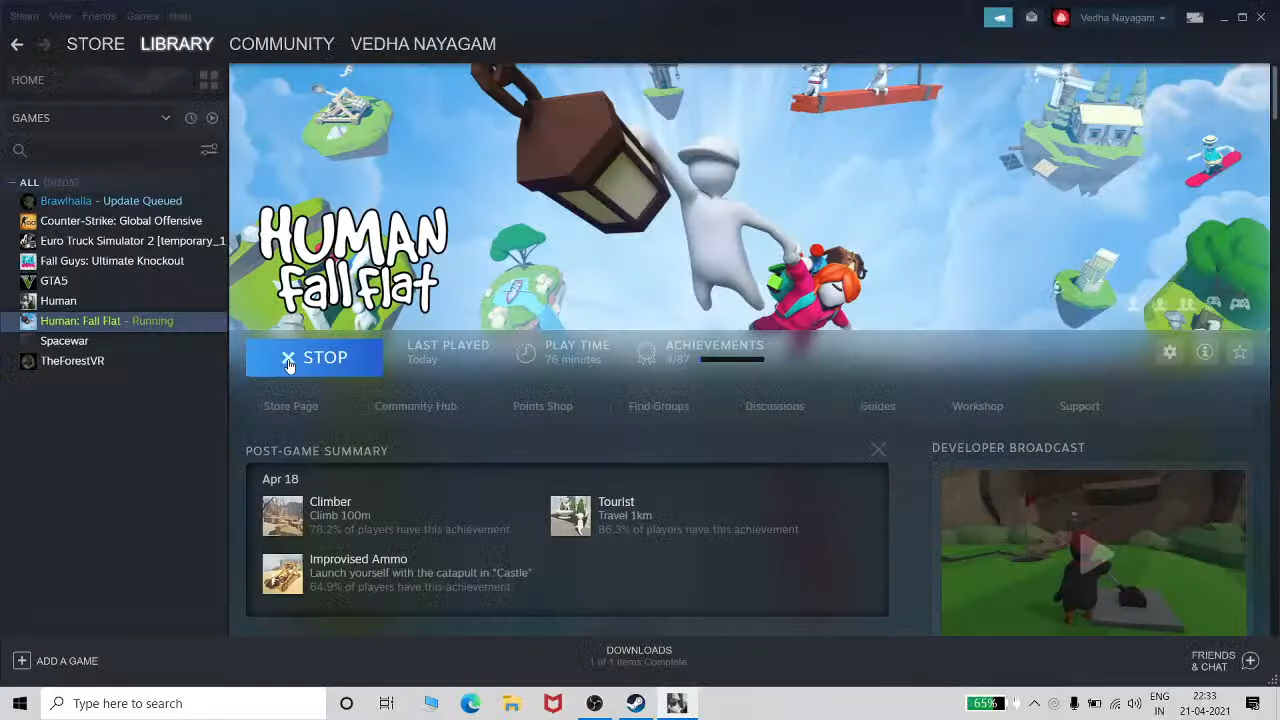 Steam View Friends Games
Vedha Nayagam
STORE LIBRARY COMMUNITY VEDHA NAYAGAM
HOME
GAMES
ALL
Brawlhalla - Update Queued
Counter-Strike: Global Offensive
Euro Truck Simulator 2 [temporary_1
Fall Guys: Ultimate Knockout
GTA5
Human
Human: Fall Flat - Running
Spacewar
TheForestVR
HUMAN
fall flat
STOP
LAST PLAYED
Today
PLAY TIME
76 minutes
ACHIEVEMENTS
4/87
Store Page Community Hub Points Shop Find Groups Discussions Guides Workshop Support
POST-GAME SUMMARY
Apr 18
Climber
Climb 100m
78.2% of players have this achievement
Tourist
Travel 1km
86.3% of players have this achievement
Improvised Ammo
Launch yourself with the catapult in "Castle"
64.9% of players have this achievement
DEVELOPER BROADCAST
ADD A GAME
DOWNLOADS
1 of 1 Items Complete
FRIENDS
& CHAT
Type here to search
65%
ENG
IN
22:33
21-04-2021